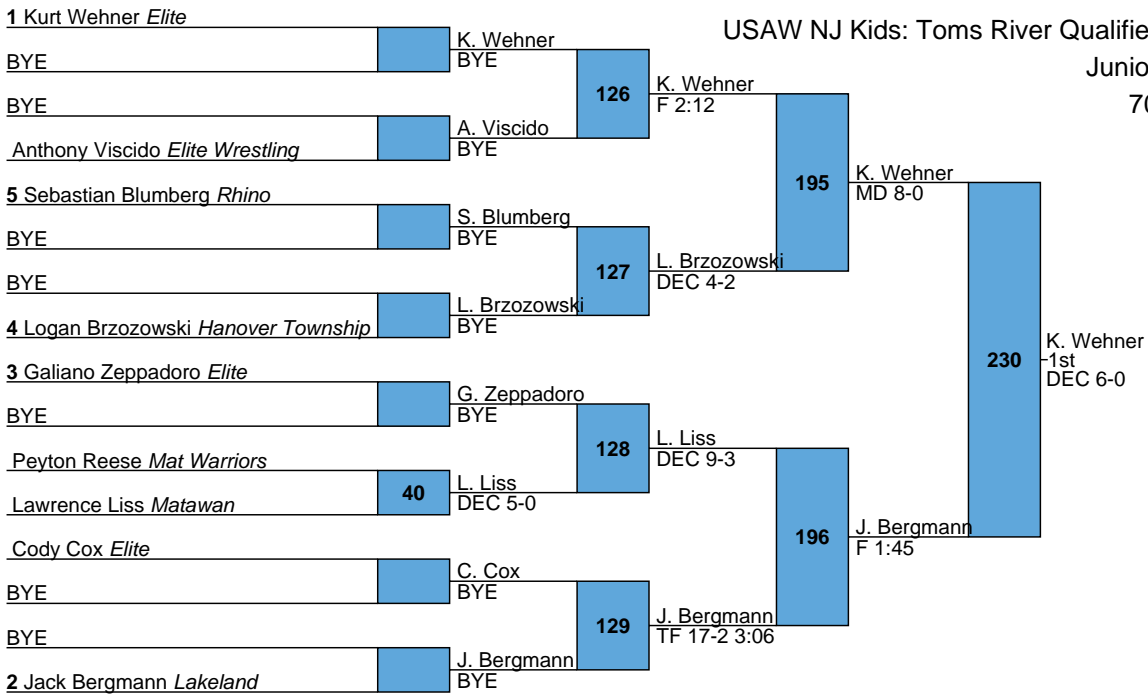 USAW NJ Kids: Toms River Qualifie
Junio
70
1 Kurt Wehner Elite
BYE
BYE
Anthony Viscido Elite Wrestling
5 Sebastian Blumberg Rhino
BYE
BYE
4 Logan Brzozowski Hanover Township
3 Galiano Zeppadoro Elite
BYE
Peyton Reese Mat Warriors
Lawrence Liss Matawan
Cody Cox Elite
BYE
BYE
2 Jack Bergmann Lakeland
40
K. Wehner
BYE
A. Viscido
BYE
S. Blumberg
BYE
L. Brzozowski
BYE
G. Zeppadoro
BYE
L. Liss
DEC 5-0
C. Cox
BYE
J. Bergmann
BYE
126
127
128
129
K. Wehner
F 2:12
L. Brzozowski
DEC 4-2
L. Liss
DEC 9-3
J. Bergmann
TF 17-2 3:06
195
196
K. Wehner
MD 8-0
J. Bergmann
F 1:45
230
K. Wehner
1st
DEC 6-0